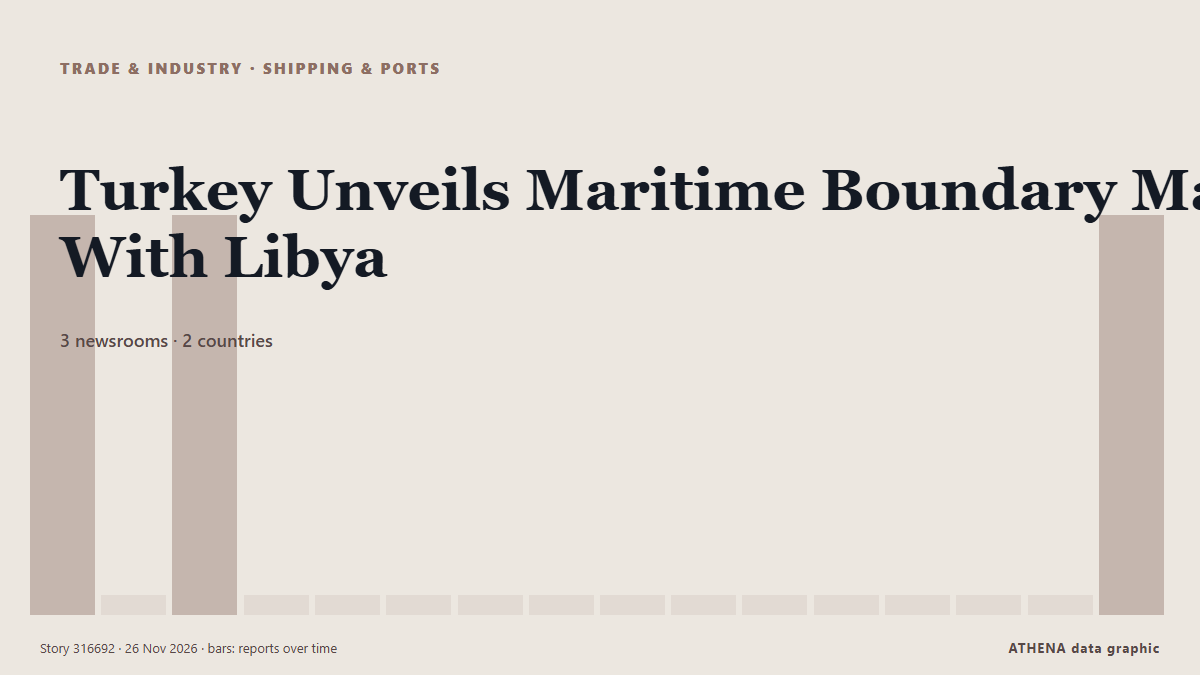 TRADE & INDUSTRY · SHIPPING & PORTS
Turkey Unveils Maritime Boundary
With Libya
3 newsrooms · 2 countries
Story 316692 · 26 Nov 2026 · bars: reports over time
ATHENA data graphic